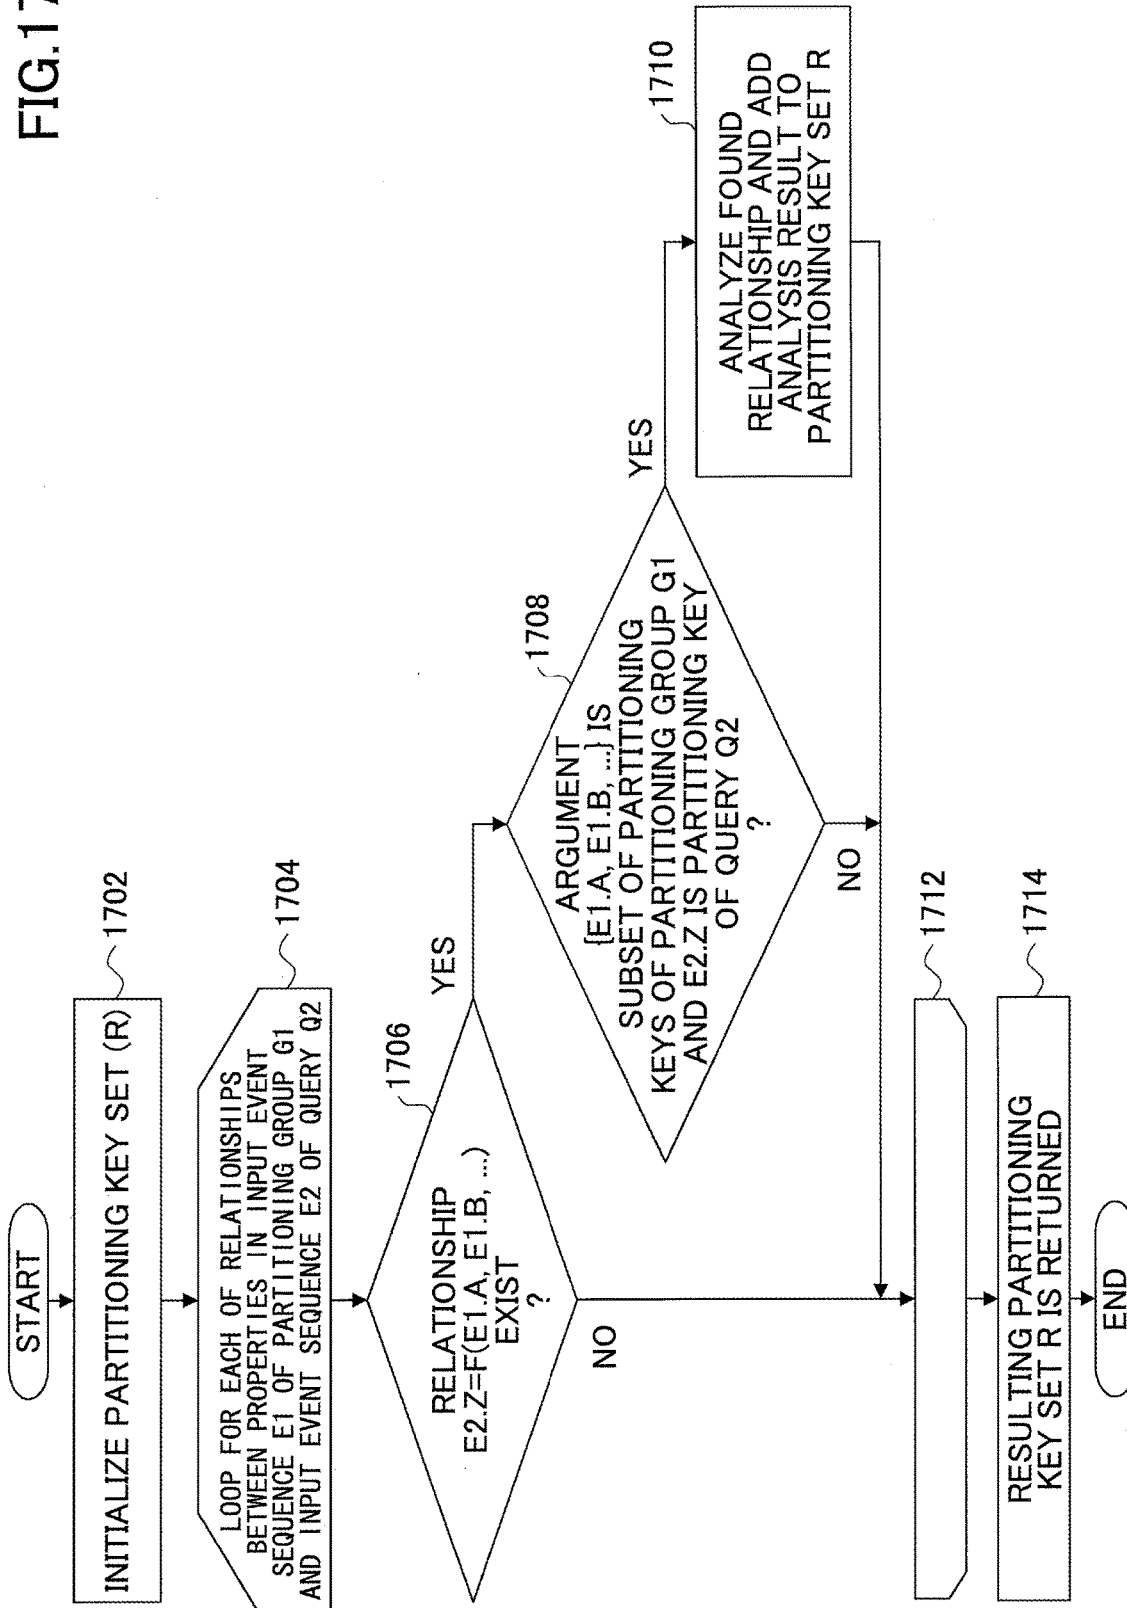 FIG.17
START
INITIALIZE PARTITIONING KEY SET (R)
1702
LOOP FOR EACH OF RELATIONSHIPS
BETWEEN PROPERTIES IN INPUT EVENT
SEQUENCE E1 OF PARTITIONING GROUP G1
AND INPUT EVENT SEQUENCE E2 OF QUERY Q2
1704
RELATIONSHIP
E2.Z=F(E1.A, E1.B, ...)
EXIST
?
1706
YES
NO
ARGUMENT
{E1.A, E1.B, ...} IS
SUBSET OF PARTITIONING
KEYS OF PARTITIONING GROUP G1
AND E2.Z IS PARTITIONING KEY
OF QUERY Q2
?
1708
YES
NO
ANALYZE FOUND
RELATIONSHIP AND ADD
ANALYSIS RESULT TO
PARTITIONING KEY SET R
1710
1712
RESULTING PARTITIONING
KEY SET R IS RETURNED
1714
END